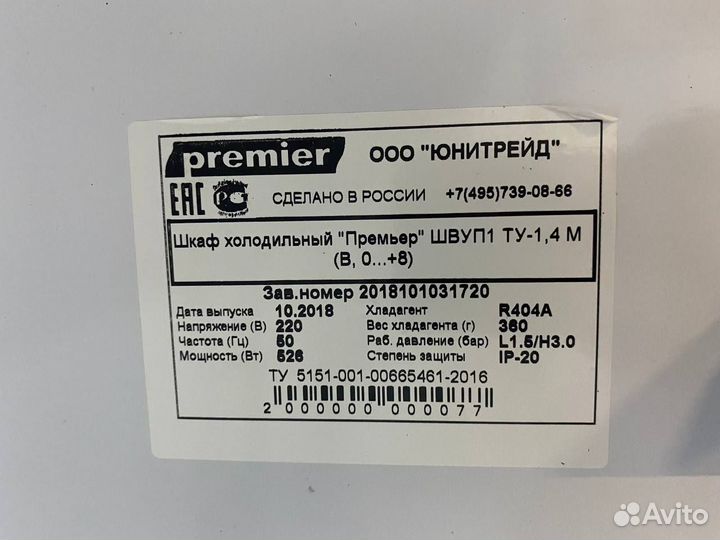 premier ООО "ЮНИТРЕЙД"
ЕАС РСТ СДЕЛАНО В РОССИИ +7(495)739-08-66
Шкаф холодильный "Премьер" ШВУП1 ТУ-1,4 М
(В, 0...+8)
Зав.номер 2018101031720
Дата выпуска 10.2018 Хладагент R404A
Напряжение (В) 220 Вес хладагента (г) 360
Частота (Гц) 50 Раб. давление (бар) L1.5/H3.0
Мощность (Вт) 526 Степень защиты IP-20
ТУ 5151-001-00665461-2016
2 000000 000077
Avito